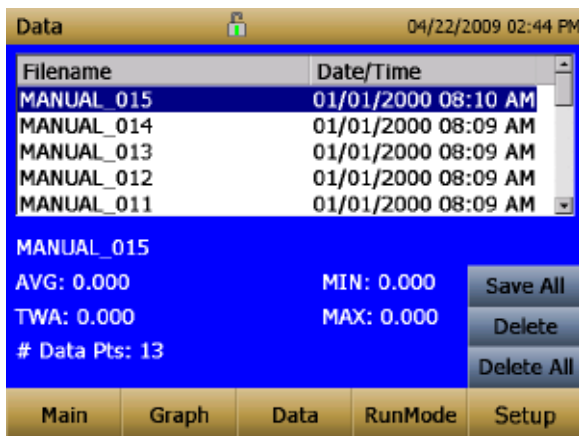 Data 04/22/2009 02:44 PM
Filename Date/Time
MANUAL_015 01/01/2000 08:10 AM
MANUAL_014 01/01/2000 08:09 AM
MANUAL_013 01/01/2000 08:09 AM
MANUAL_012 01/01/2000 08:09 AM
MANUAL_011 01/01/2000 08:09 AM
MANUAL_015
AVG: 0.000 MIN: 0.000 Save All
TWA: 0.000 MAX: 0.000 Delete
# Data Pts: 13 Delete All
Main Graph Data RunMode Setup